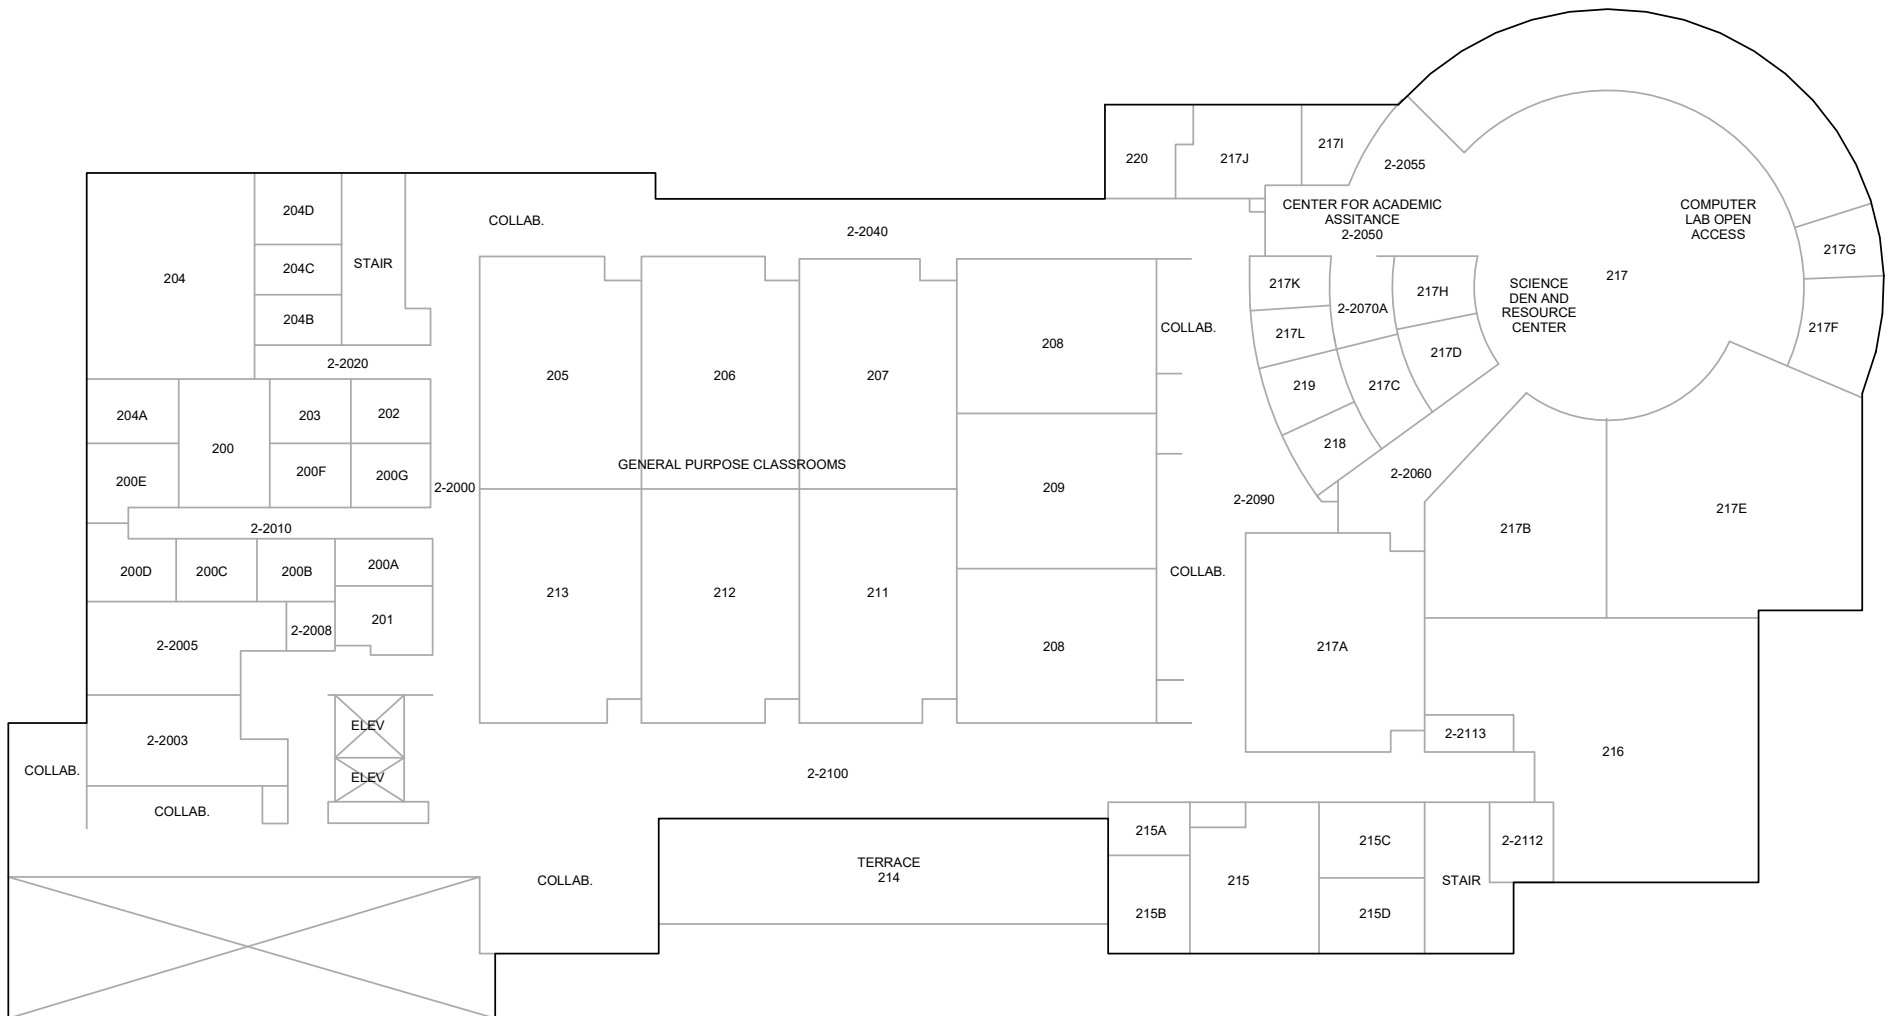 220
217J
217I
2-2055
204D
COLLAB.
2-2040
CENTER FOR ACADEMIC
ASSITANCE
2-2050
COMPUTER
LAB OPEN
ACCESS
217G
204
204C
STAIR
204B
217K
2-2070A
217H
SCIENCE
DEN AND
RESOURCE
CENTER
217
217F
COLLAB.
217L
208
217D
2-2020
205
206
207
219
217C
204A
200
203
202
218
200E
200F
200G
GENERAL PURPOSE CLASSROOMS
2-2000
209
2-2090
2-2060
217B
217E
2-2010
200D
200C
200B
200A
COLLAB.
213
212
211
201
2-2008
2-2005
208
217A
ELEV
2-2003
2-2113
216
COLLAB.
ELEV
2-2100
COLLAB.
215A
215C
2-2112
TERRACE
214
COLLAB.
215
STAIR
215B
215D